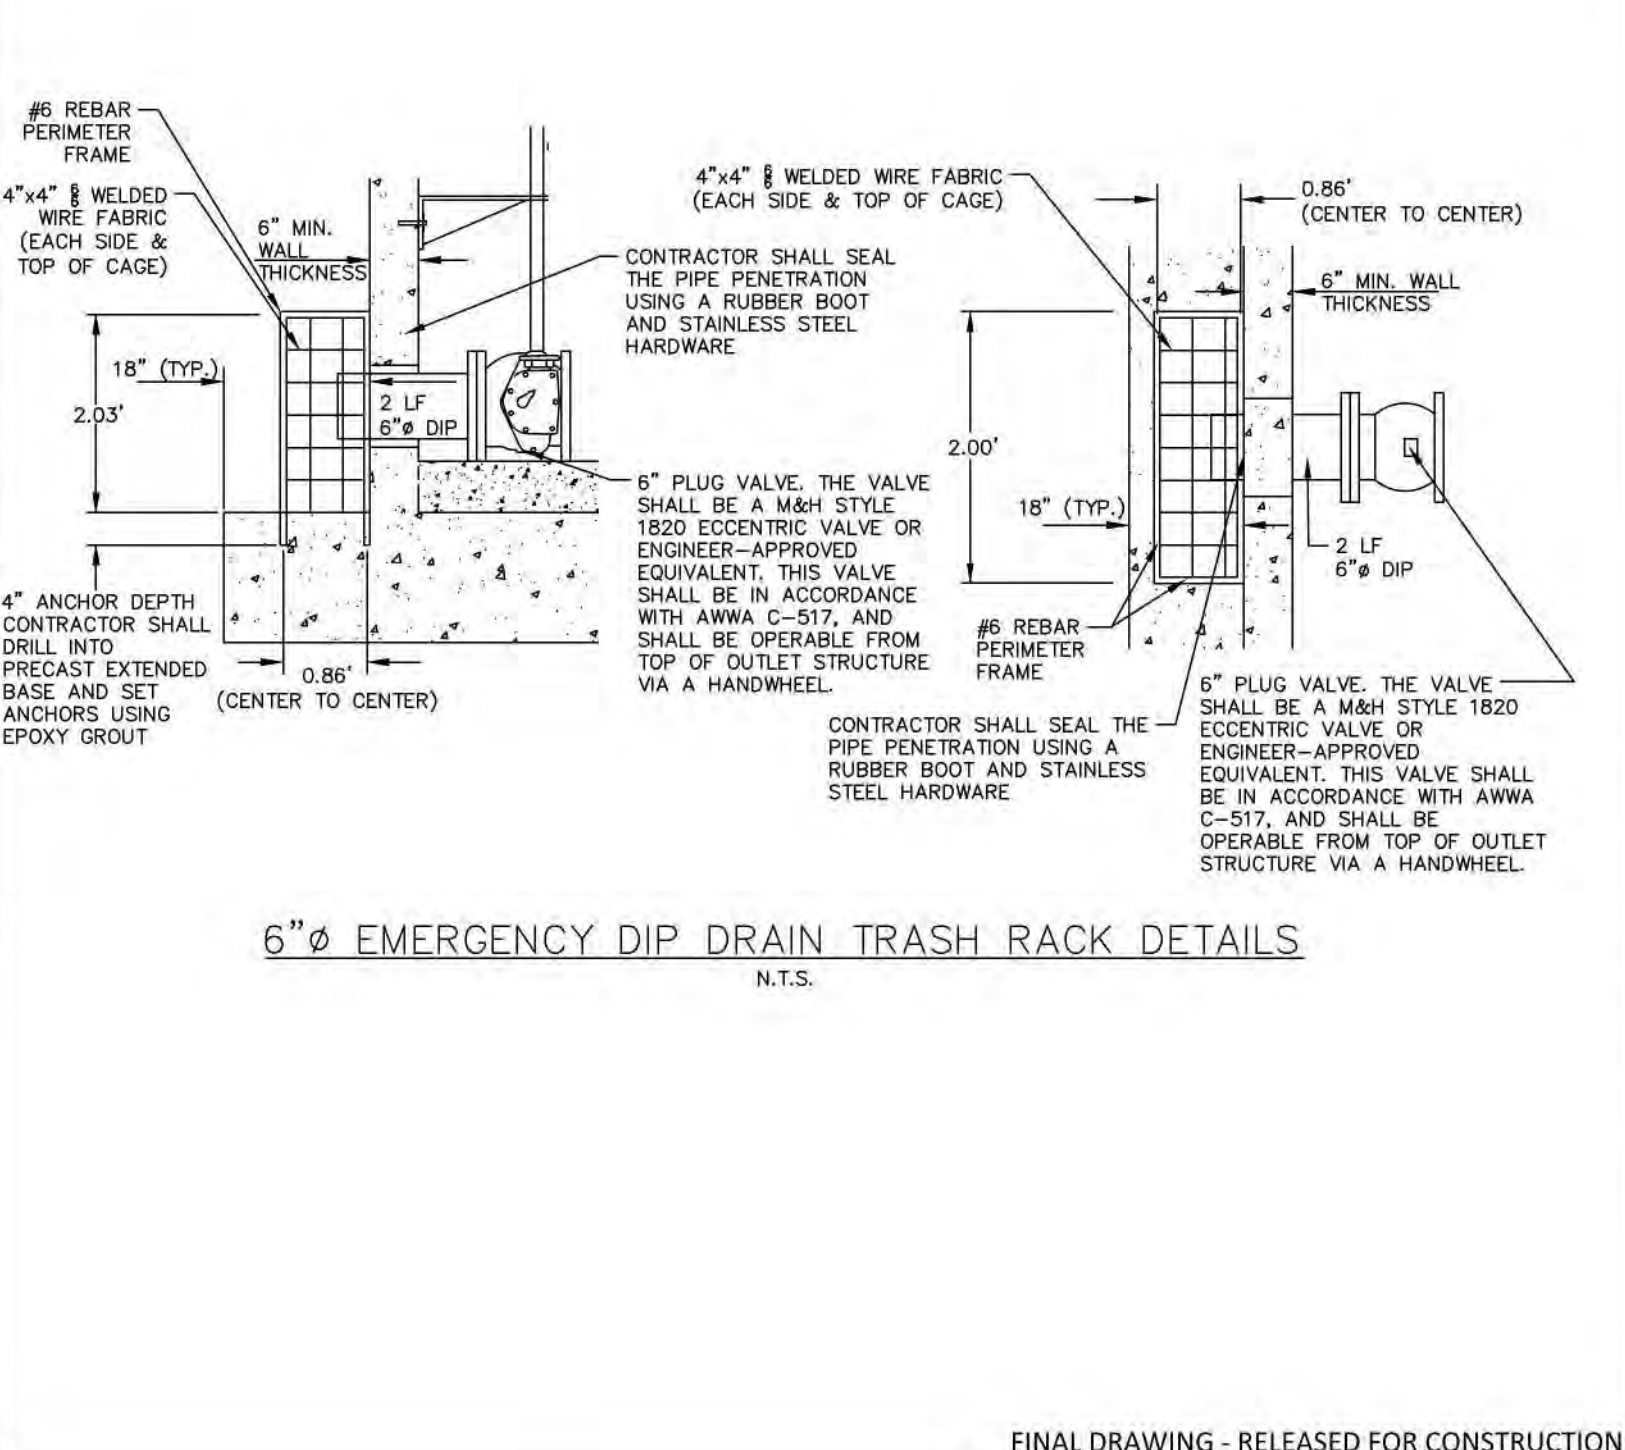 #6 REBAR
PERIMETER
FRAME
4"x4" 6/6 WELDED
WIRE FABRIC
(EACH SIDE &
TOP OF CAGE)
6" MIN.
WALL
THICKNESS
18" (TYP.)
2.03'
4" ANCHOR DEPTH
CONTRACTOR SHALL
DRILL INTO
PRECAST EXTENDED
BASE AND SET
ANCHORS USING
EPOXY GROUT
0.86'
(CENTER TO CENTER)
2 LF
6"ø DIP
CONTRACTOR SHALL SEAL
THE PIPE PENETRATION
USING A RUBBER BOOT
AND STAINLESS STEEL
HARDWARE
6" PLUG VALVE. THE VALVE
SHALL BE A M&H STYLE
1820 ECCENTRIC VALVE OR
ENGINEER-APPROVED
EQUIVALENT. THIS VALVE
SHALL BE IN ACCORDANCE
WITH AWWA C-517, AND
SHALL BE OPERABLE FROM
TOP OF OUTLET STRUCTURE
VIA A HANDWHEEL.
4"x4" 6/6 WELDED WIRE FABRIC
(EACH SIDE & TOP OF CAGE)
0.86'
(CENTER TO CENTER)
6" MIN. WALL
THICKNESS
2.00'
18" (TYP.)
2 LF
6"ø DIP
#6 REBAR
PERIMETER
FRAME
CONTRACTOR SHALL SEAL THE
PIPE PENETRATION USING A
RUBBER BOOT AND STAINLESS
STEEL HARDWARE
6" PLUG VALVE. THE VALVE
SHALL BE A M&H STYLE 1820
ECCENTRIC VALVE OR
ENGINEER-APPROVED
EQUIVALENT. THIS VALVE SHALL
BE IN ACCORDANCE WITH AWWA
C-517, AND SHALL BE
OPERABLE FROM TOP OF OUTLET
STRUCTURE VIA A HANDWHEEL.
6"ø EMERGENCY DIP DRAIN TRASH RACK DETAILS
N.T.S.
FINAL DRAWING - RELEASED FOR CONSTRUCTION